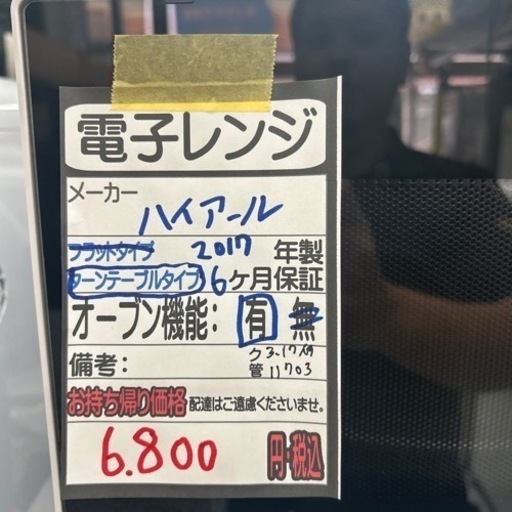 電子レンジ
メーカー
ハイアール
フラットタイプ 2017 年製
ターンテーブルタイプ 6ヶ月保証
オーブン機能: 有 無
備考:
管11703
お持ち帰り価格 配達はご遠慮くださいませ。
6.800 円・税込